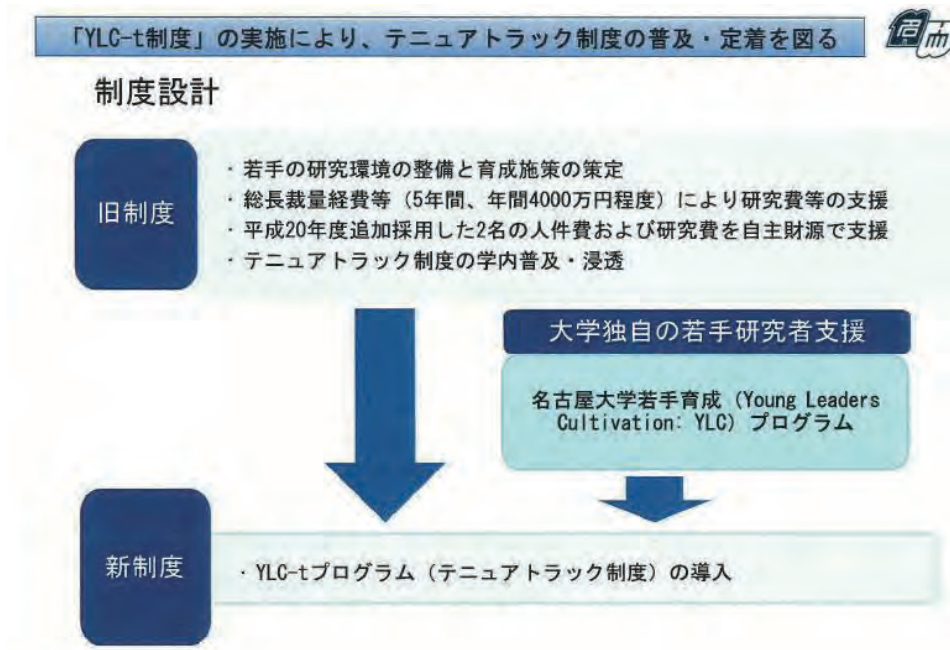 「YLC-t制度」の実施により、テニュアトラック制度の普及・定着を図る
制度設計
旧制度
・若手の研究環境の整備と育成施策の策定
・総長裁量経費等（5年間、年間4000万円程度）により研究費等の支援
・平成20年度追加採用した2名の人件費および研究費を自主財源で支援
・テニュアトラック制度の学内普及・浸透
大学独自の若手研究者支援
名古屋大学若手育成（Young Leaders
Cultivation: YLC）プログラム
新制度
・YLC-tプログラム（テニュアトラック制度）の導入